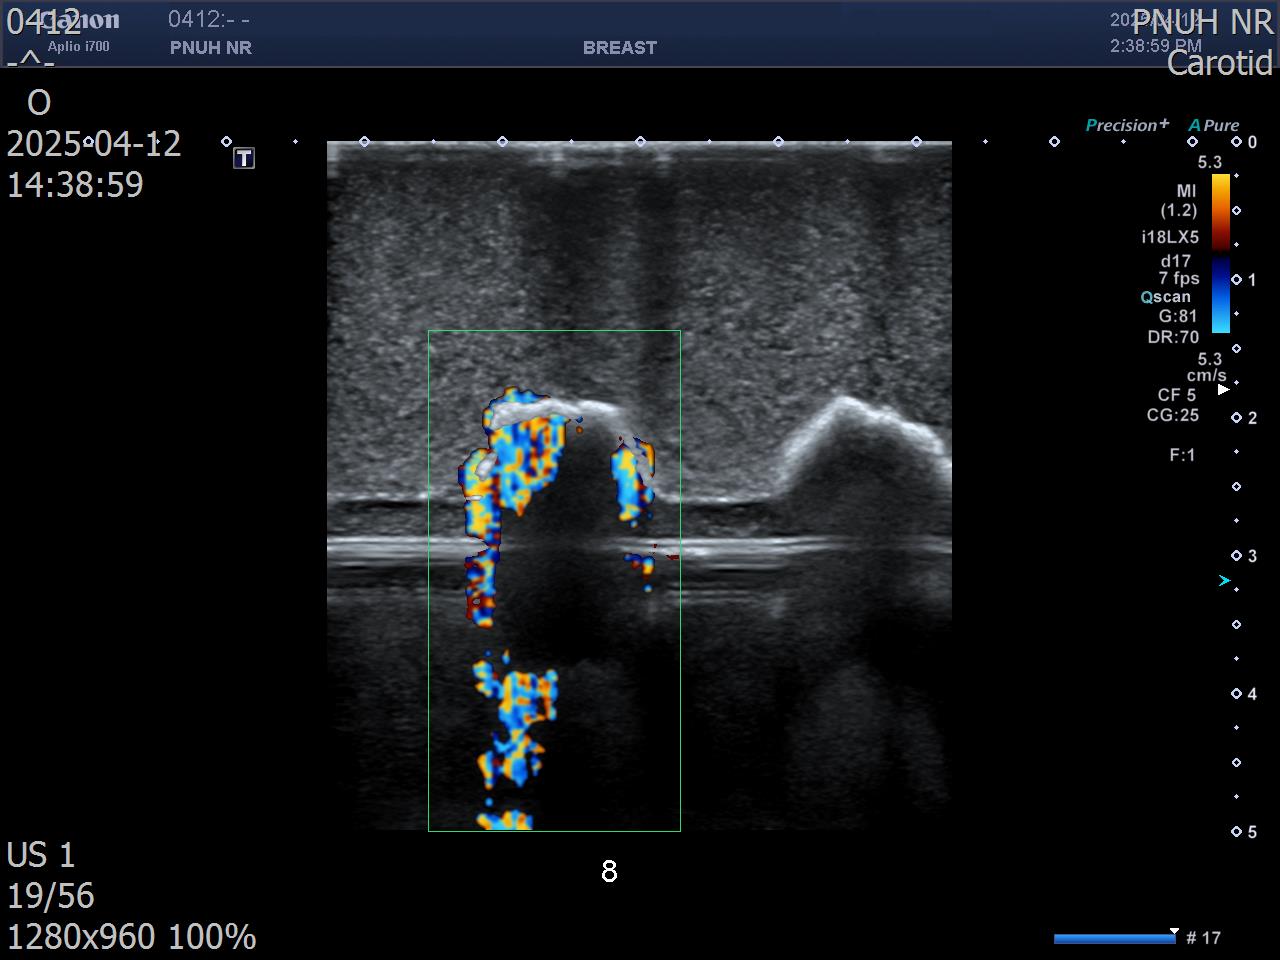 0412
Canon
0412:- -
PNUH NR
-^-
Aplio i700
PNUH NR
BREAST
2:38:59 PM
Carotid
O
2025-04-12
14:38:59
T
Precision+ A Pure
0
5.3
MI
(1.2)
i18LX5
d17
7 fps
Qscan
1
G:81
DR:70
5.3
cm/s
CF 5
CG:25
2
F:1
3
4
5
8
US 1
19/56
1280x960 100%
# 17